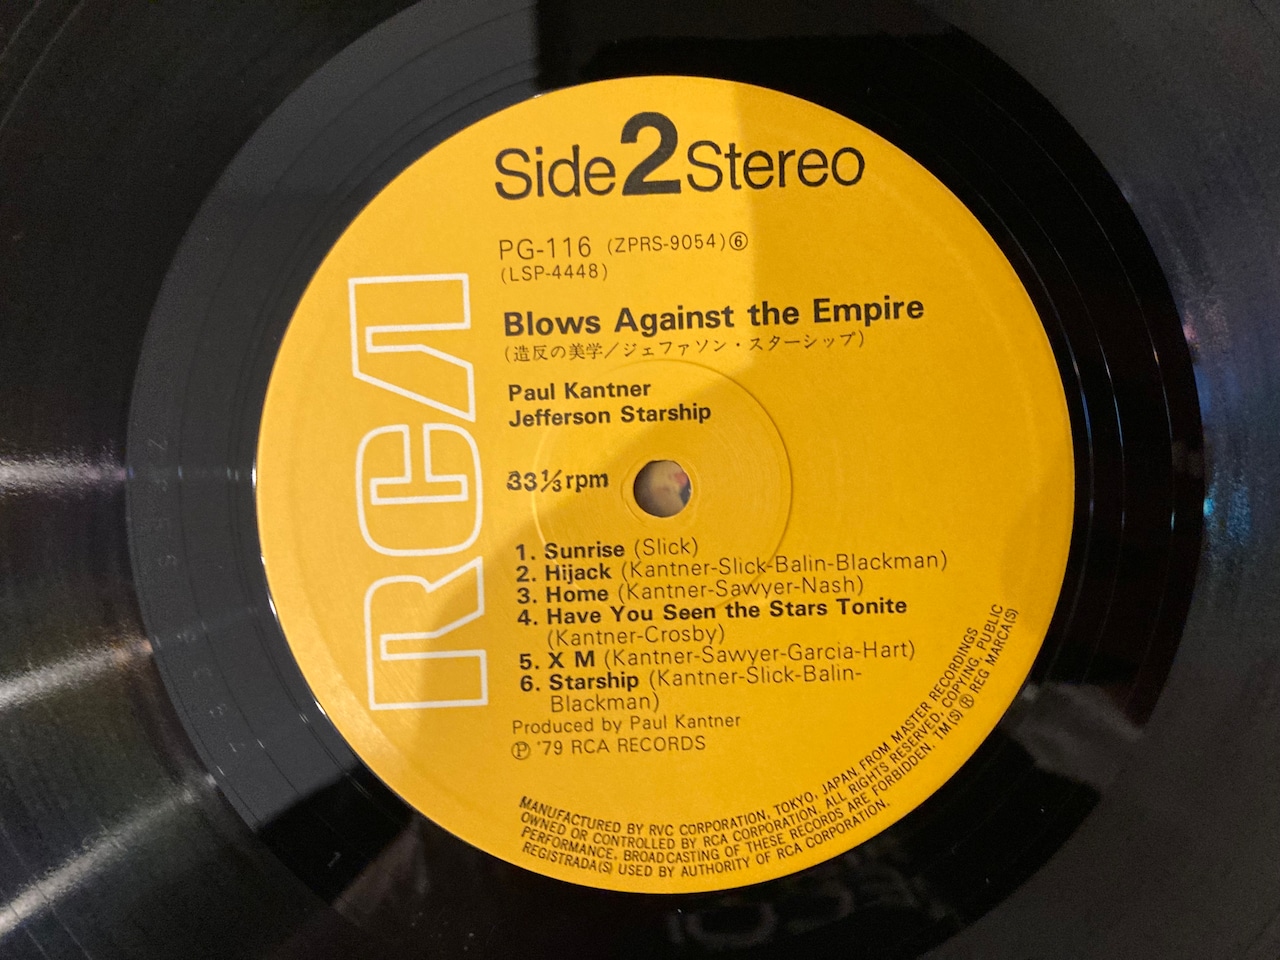 Side 2 Stereo
PG-116 (ZPRS-9054)⑥
(LSP-4448)
Blows Against the Empire
(造反の美学/ジェファソン・スターシップ)
Paul Kantner
Jefferson Starship
33⅓rpm
RCA
1. Sunrise (Slick)
2. Hijack (Kantner-Slick-Balin-Blackman)
3. Home (Kantner-Sawyer-Nash)
4. Have You Seen the Stars Tonite
(Kantner-Crosby)
5. X M (Kantner-Sawyer-Garcia-Hart)
6. Starship (Kantner-Slick-Balin-
Blackman)
Produced by Paul Kantner
℗ '79 RCA RECORDS
MANUFACTURED BY RVC CORPORATION, TOKYO, JAPAN, FROM MASTER RECORDINGS
OWNED OR CONTROLLED BY RCA CORPORATION. ALL RIGHTS RESERVED, COPYING, PUBLIC
PERFORMANCE, BROADCASTING OF THESE RECORDS ARE FORBIDDEN, TM(S) ® REG MARCA(S)
REGISTRADA(S) USED BY AUTHORITY OF RCA CORPORATION.